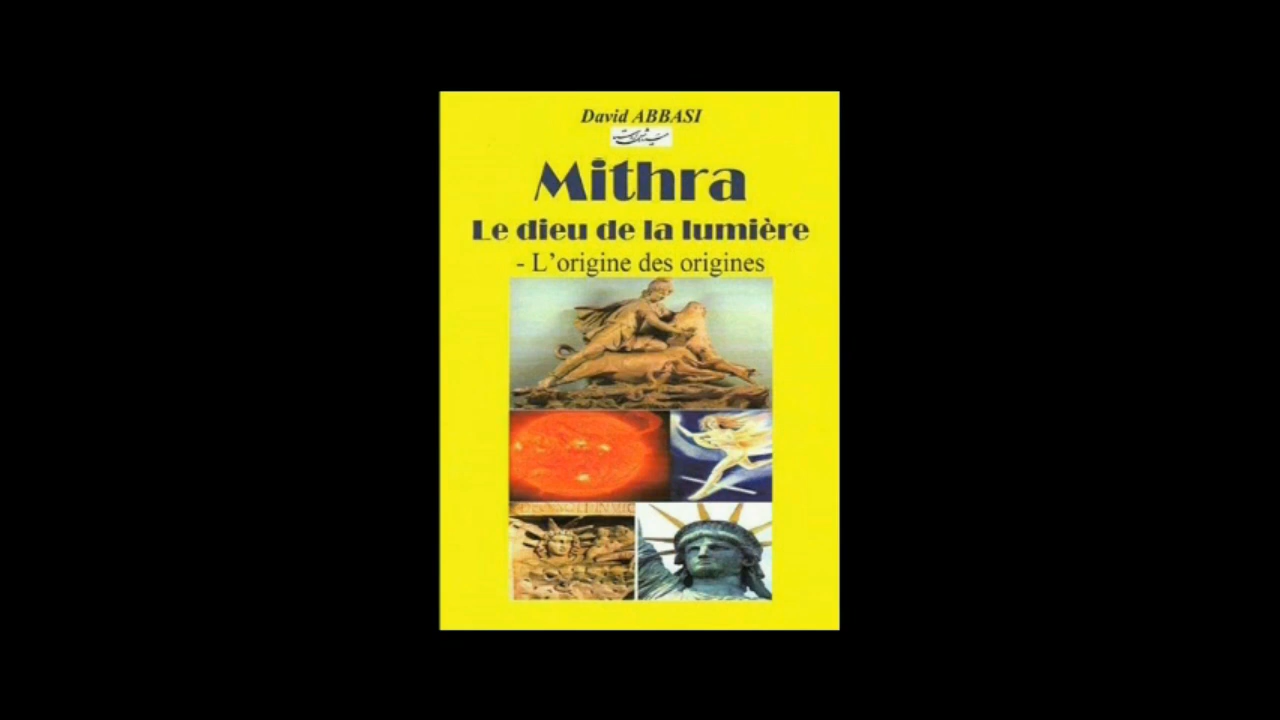 David ABBASI
Mithra
Le dieu de la lumière
- L'origine des origines